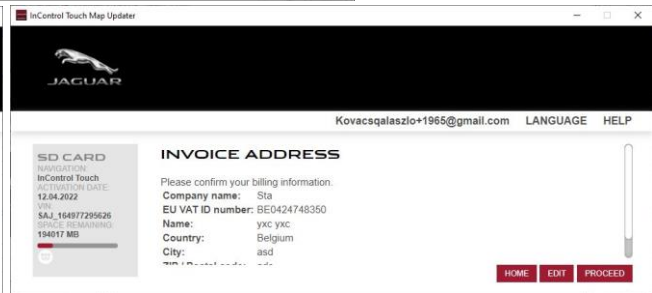 InControl Touch Map Updater
JAGUAR
Kovacsqalaszlo+1965@gmail.com LANGUAGE HELP
SD CARD
NAVIGATION:
InControl Touch
ACTIVATION DATE:
12.04.2022
VIN:
SAJ_164977295626
SPACE REMAINING:
194017 MB
INVOICE ADDRESS
Please confirm your billing information.
Company name: Sta
EU VAT ID number: BE0424748350
Name: yxc yxc
Country: Belgium
City: asd
HOME EDIT PROCEED